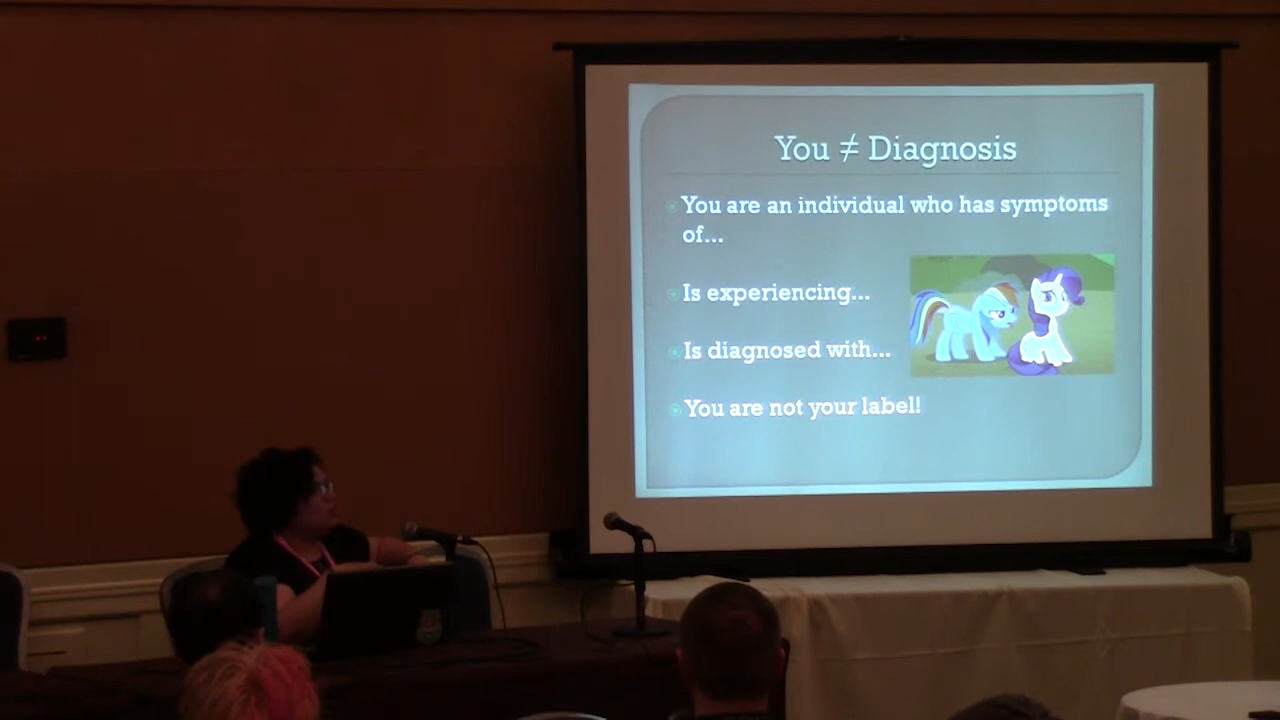 You ≠ Diagnosis
You are an individual who has symptoms
of...
Is experiencing...
Is diagnosed with...
You are not your label!